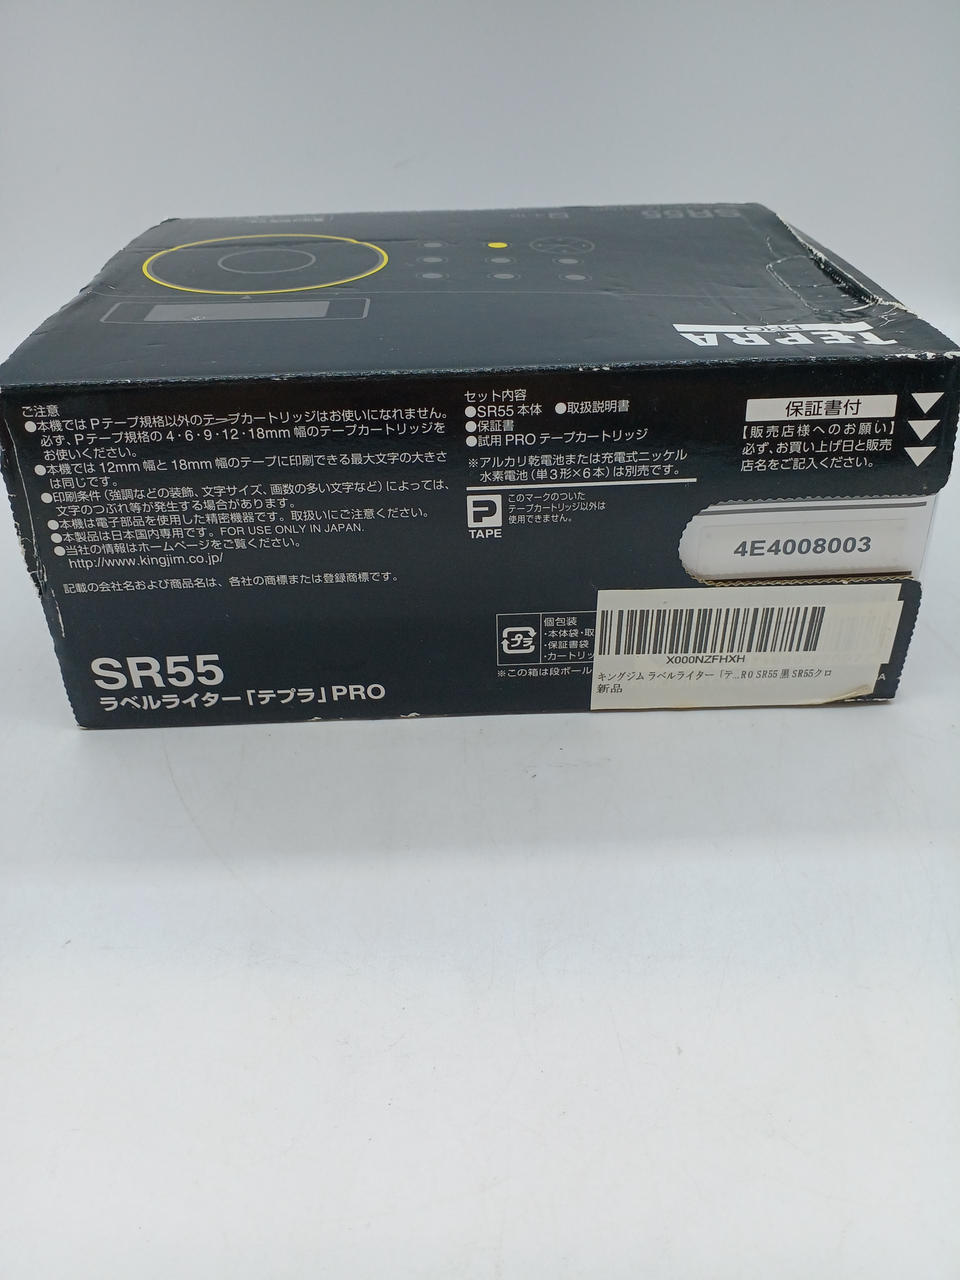 SR55
TEPRA
PRO
ご注意
●本機ではPテープ規格以外のテープカートリッジはお使いになれません。
必ず、Pテープ規格の4・6・9・12・18mm幅のテープカートリッジを
お使いください。
●本機では12mm幅と18mm幅のテープに印刷できる最大文字の大きさ
は同じです。
●印刷条件(強調などの装飾、文字サイズ、画数の多い文字など)によっては、
文字のつぶれ等が発生する場合があります。
●本機は電子部品を使用した精密機器です。取扱いにご注意ください。
●本製品は日本国内専用です。FOR USE ONLY IN JAPAN.
●当社の情報はホームページをご覧ください。
http://www.kingjim.co.jp/
記載の会社名および商品名は、各社の商標または登録商標です。
SR55
ラベルライター「テプラ」PRO
セット内容
●SR55本体 ●取扱説明書
●保証書
●試用PROテープカートリッジ
※アルカリ乾電池または充電式ニッケル
水素電池(単3形×6本)は別売です。
P
TAPE
このマークのついた
テープカートリッジ以外は
使用できません。
保証書付
【販売店様へのお願い】
必ず、お買い上げ日と販売
店名をご記入ください。
4E4008003
プラ
個包装
・本体袋・取
・保証書袋
・カートリッ
※この箱は段ボール
X000NZFHXH
キングジム ラベルライター 「テ...RO SR55 黒 SR55クロ
新品